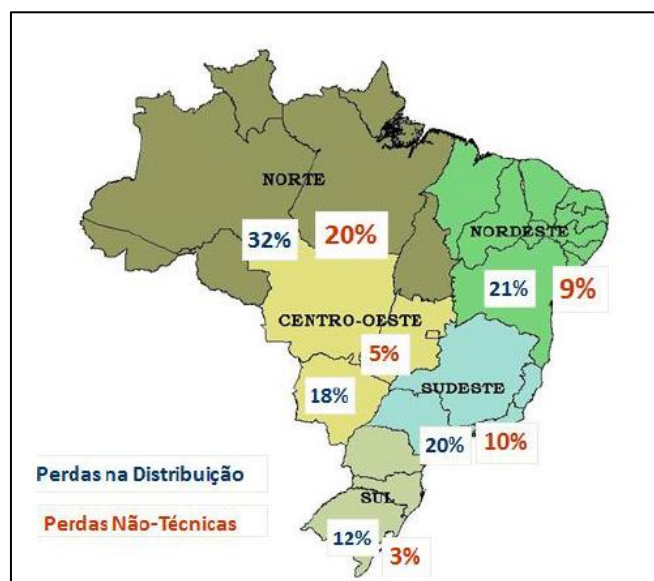 NORTE
32%
20%
NORDESTE
21%
9%
CENTRO-OESTE
5%
18%
SUDESTE
20%
10%
Perdas na Distribuição
Perdas Não-Técnicas
SUL
12%
3%